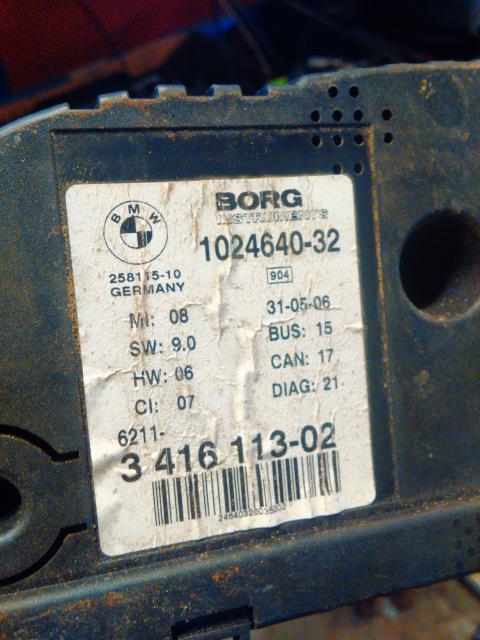 BMW
BORG
INSTRUMENTS
1024640-32
258115-10
GERMANY
904
MI: 08
31-05-06
SW: 9.0
BUS: 15
HW: 06
CAN: 17
CI: 07
DIAG: 21
6211-
3 416 113-02